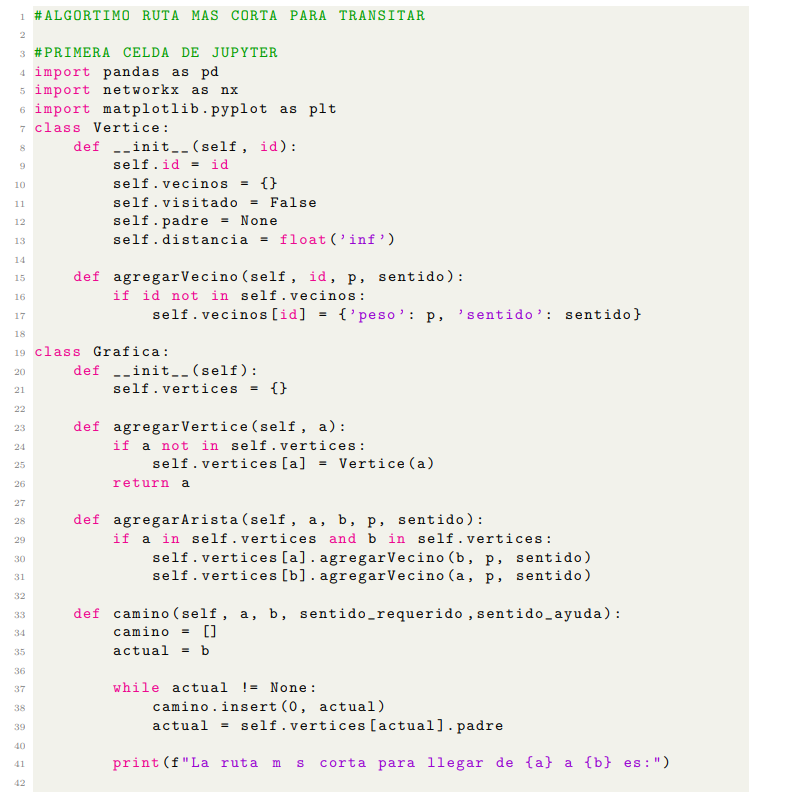 1 #ALGORTIMO RUTA MAS CORTA PARA TRANSITAR
2
3 #PRIMERA CELDA DE JUPYTER
4 import pandas as pd
5 import networkx as nx
6 import matplotlib.pyplot as plt
7 class Vertice:
8     def __init__(self, id):
9         self.id = id
10         self.vecinos = {}
11         self.visitado = False
12         self.padre = None
13         self.distancia = float('inf')
14
15     def agregarVecino(self, id, p, sentido):
16         if id not in self.vecinos:
17             self.vecinos[id] = {'peso': p, 'sentido': sentido}
18
19 class Grafica:
20     def __init__(self):
21         self.vertices = {}
22
23     def agregarVertice(self, a):
24         if a not in self.vertices:
25             self.vertices[a] = Vertice(a)
26         return a
27
28     def agregarArista(self, a, b, p, sentido):
29         if a in self.vertices and b in self.vertices:
30             self.vertices[a].agregarVecino(b, p, sentido)
31             self.vertices[b].agregarVecino(a, p, sentido)
32
33     def camino(self, a, b, sentido_requerido,sentido_ayuda):
34         camino = []
35         actual = b
36
37         while actual != None:
38             camino.insert(0, actual)
39             actual = self.vertices[actual].padre
40
41         print(f"La ruta m s corta para llegar de {a} a {b} es:")
42